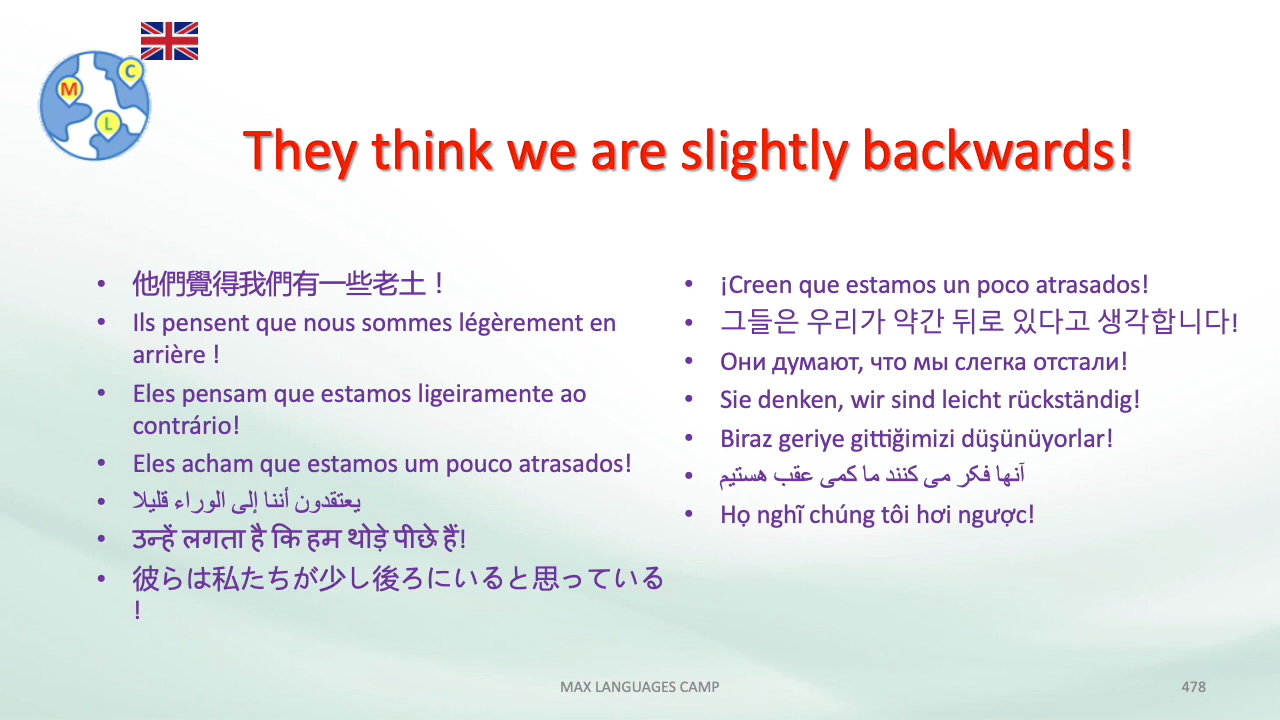 M
C
L
They think we are slightly backwards!
• 他們覺得我們有一些老土！
• Ils pensent que nous sommes légèrement en
arrière !
• Eles pensam que estamos ligeiramente ao
contrário!
• Eles acham que estamos um pouco atrasados!
• يعتقدون أننا إلى الوراء قليلا
• उन्हें लगता है कि हम थोड़े पीछे हैं!
• 彼らは私たちが少し後ろにいると思っている
!
• ¡Creen que estamos un poco atrasados!
• 그들은 우리가 약간 뒤로 있다고 생각합니다!
• Они думают, что мы слегка отстали!
• Sie denken, wir sind leicht rückständig!
• Biraz geriye gittiğimizi düşünüyorlar!
• آنها فکر می کنند ما کمی عقب هستیم
• Họ nghĩ chúng tôi hơi ngược!
MAX LANGUAGES CAMP
478